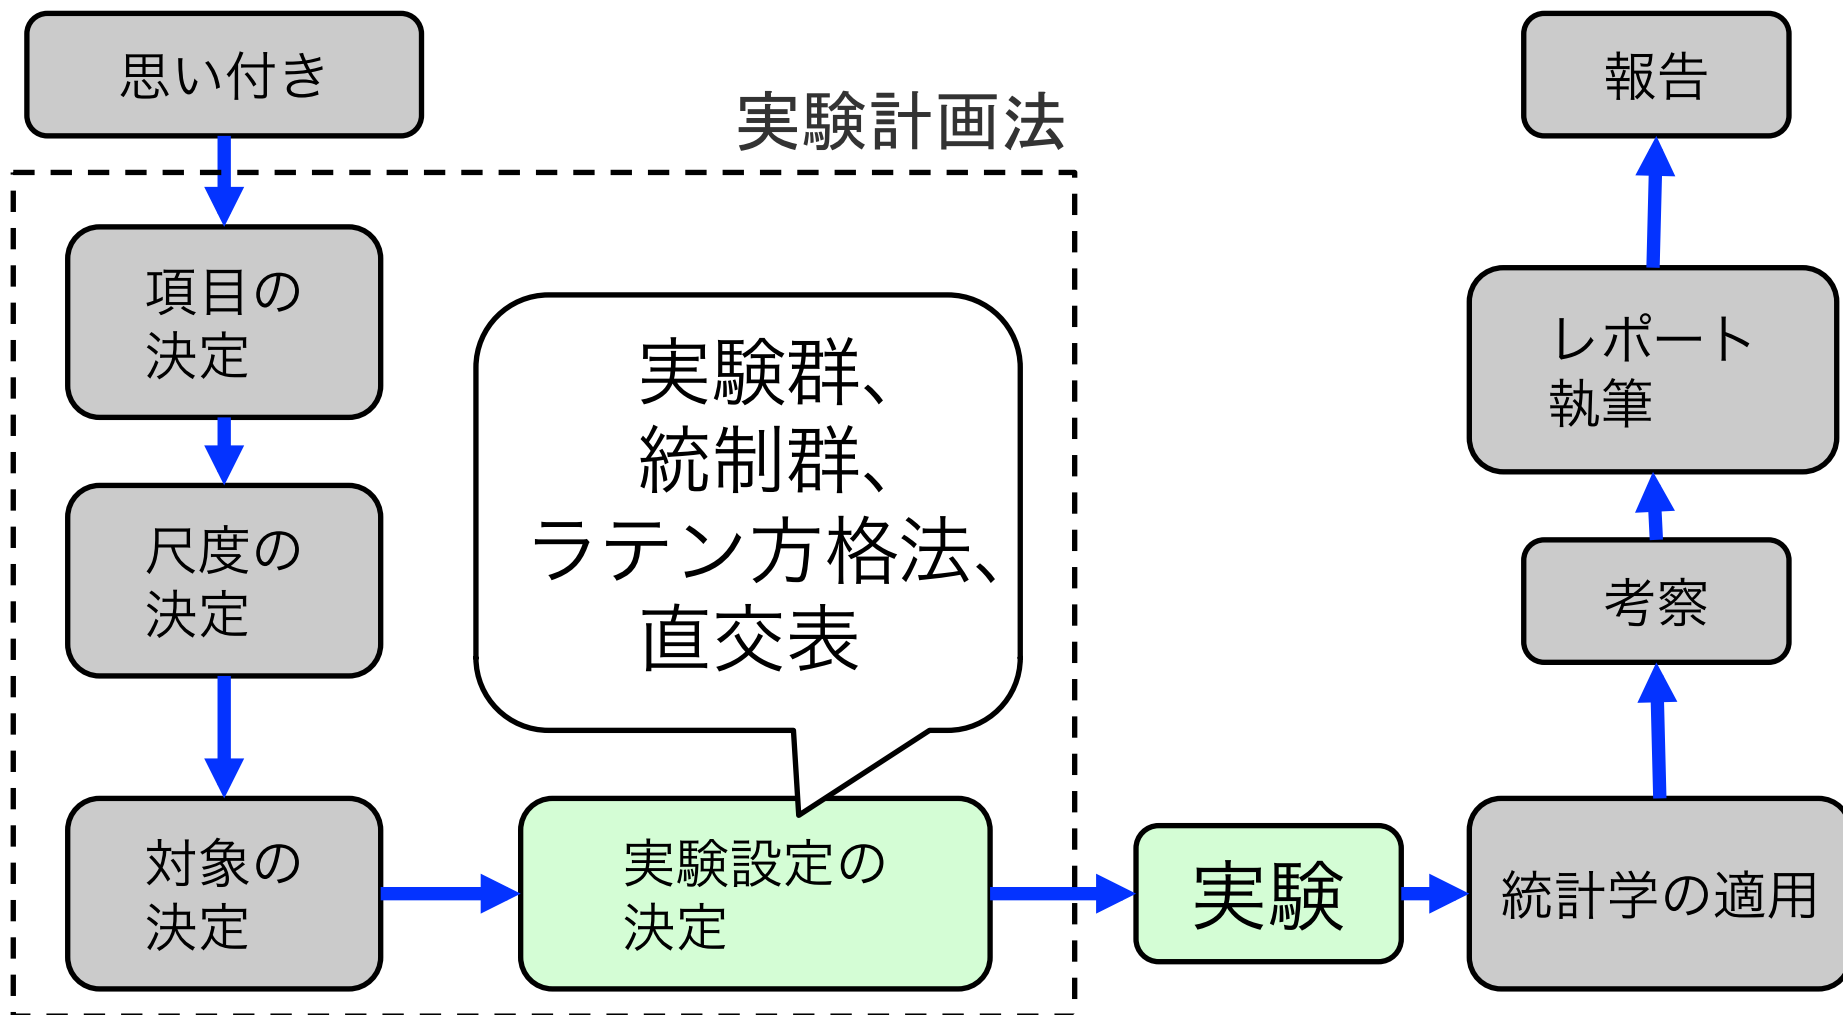 思い付き
実験計画法
項目の
決定
尺度の
決定
対象の
決定
実験群、
統制群、
ラテン方格法、
直交表
実験設定の
決定
実験
統計学の適用
考察
レポート
執筆
報告